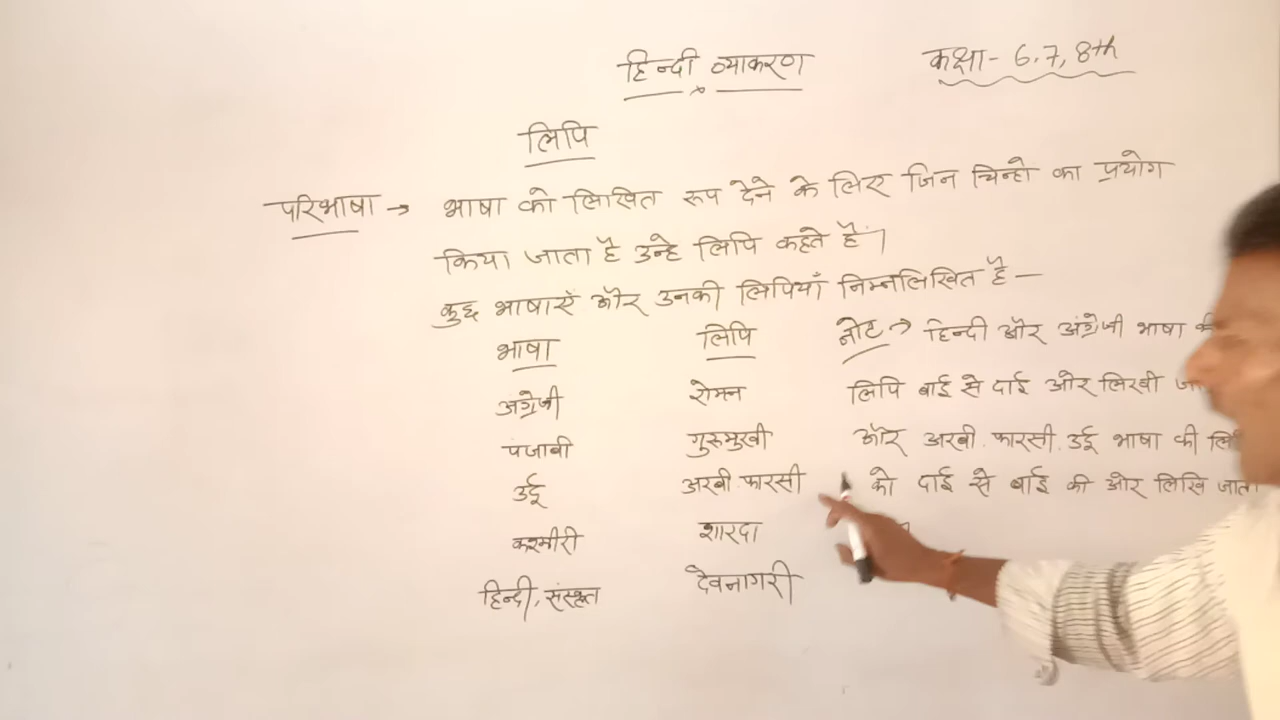 हिन्दी व्याकरण
कक्षा - 6.7, 8th
लिपि
परिभाषा → भाषा को लिखित रूप देने के लिए जिन चिन्हो का प्रयोग
किया जाता है उन्हे लिपि कहते है।
कुछ भाषाएँ और उनकी लिपियाँ निम्नलिखित है —
भाषा लिपि
अंग्रेजी रोमन
पंजाबी गुरुमुखी
उर्दू अरबी फारसी
कश्मीरी शारदा
हिन्दी, संस्कृत देवनागरी
नोट → हिन्दी और अंग्रेजी भाषा
लिपि बाई से दाई ओर लिखी
और अरबी. फारसी. उर्दू भाषा की
को दाई से बाई की ओर लिखि जाता